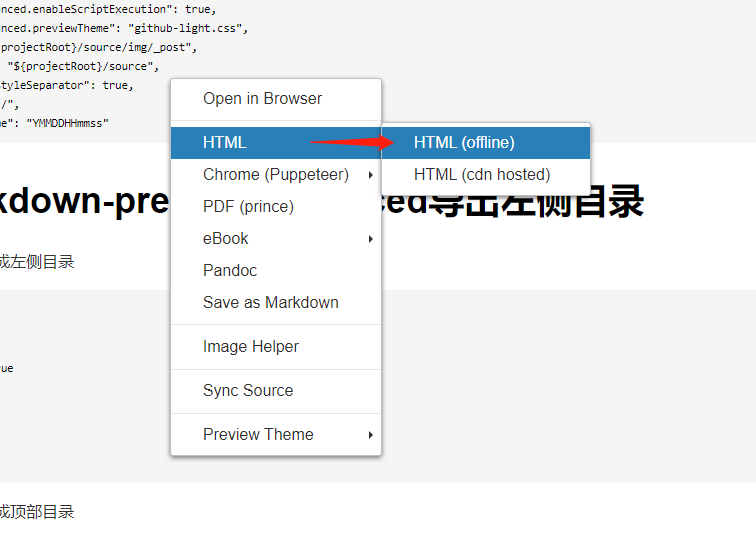 nced.enableScriptExecution": true,
nced.previewTheme": "github-light.css",
projectRoot}/source/img/_post",
"${projectRoot}/source",
tyleSeparator": true,
/",
e": "YMMDDHHmmss"
Open in Browser
HTML
HTML (offline)
Chrome (Puppeteer)
HTML (cdn hosted)
PDF (prince)
kdown-pre
ced导出左侧目录
eBook
成左侧目录
Pandoc
Save as Markdown
Image Helper
ue
Sync Source
Preview Theme
成顶部目录